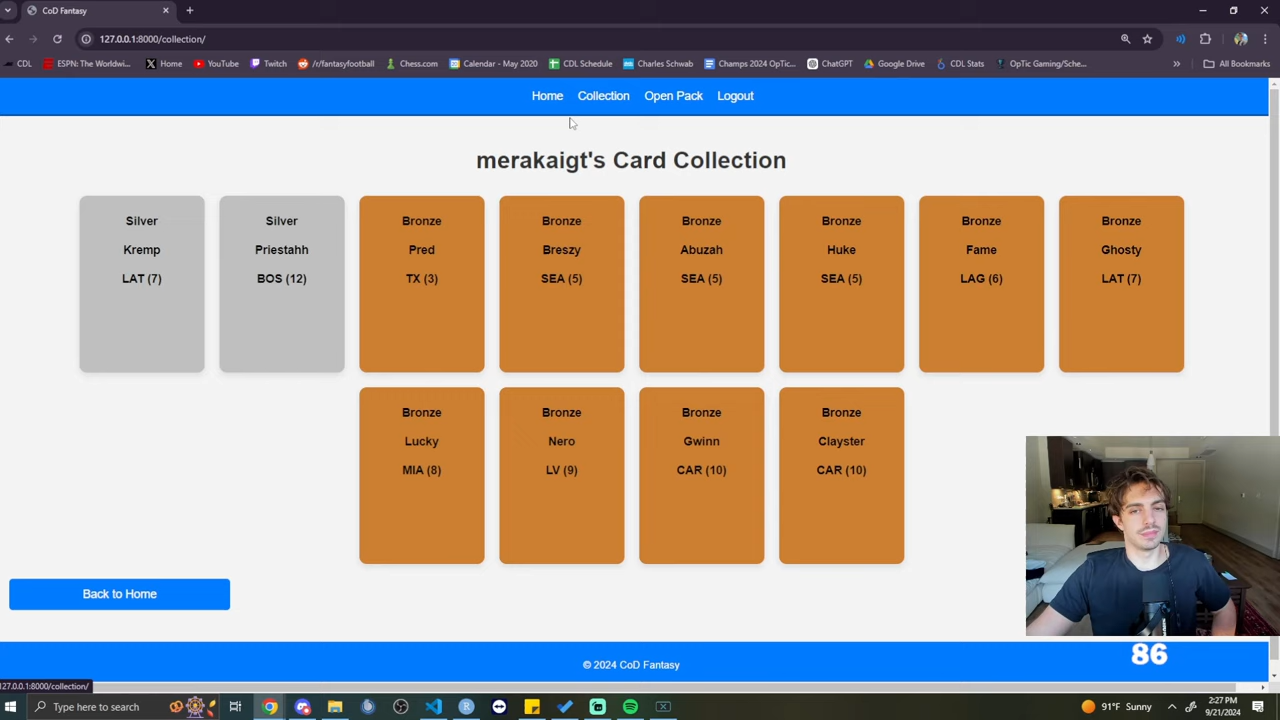 CoD Fantasy
127.0.0.1:8000/collection/
CDL
ESPN: The Worldwi...
Home
YouTube
Twitch
/r/fantasyfootball
Chess.com
Calendar - May 2020
CDL Schedule
Charles Schwab
Champs 2024 OpTic...
ChatGPT
Google Drive
CDL Stats
OpTic Gaming/Sche...
All Bookmarks
Home Collection Open Pack Logout
merakaigt's Card Collection
Silver
Kremp
LAT (7)
Silver
Priestahh
BOS (12)
Bronze
Pred
TX (3)
Bronze
Breszy
SEA (5)
Bronze
Abuzah
SEA (5)
Bronze
Huke
SEA (5)
Bronze
Fame
LAG (6)
Bronze
Ghosty
LAT (7)
Bronze
Lucky
MIA (8)
Bronze
Nero
LV (9)
Bronze
Gwinn
CAR (10)
Bronze
Clayster
CAR (10)
Back to Home
© 2024 CoD Fantasy
86
127.0.0.1:8000/collection/
Type here to search
91°F Sunny
2:27 PM
9/21/2024